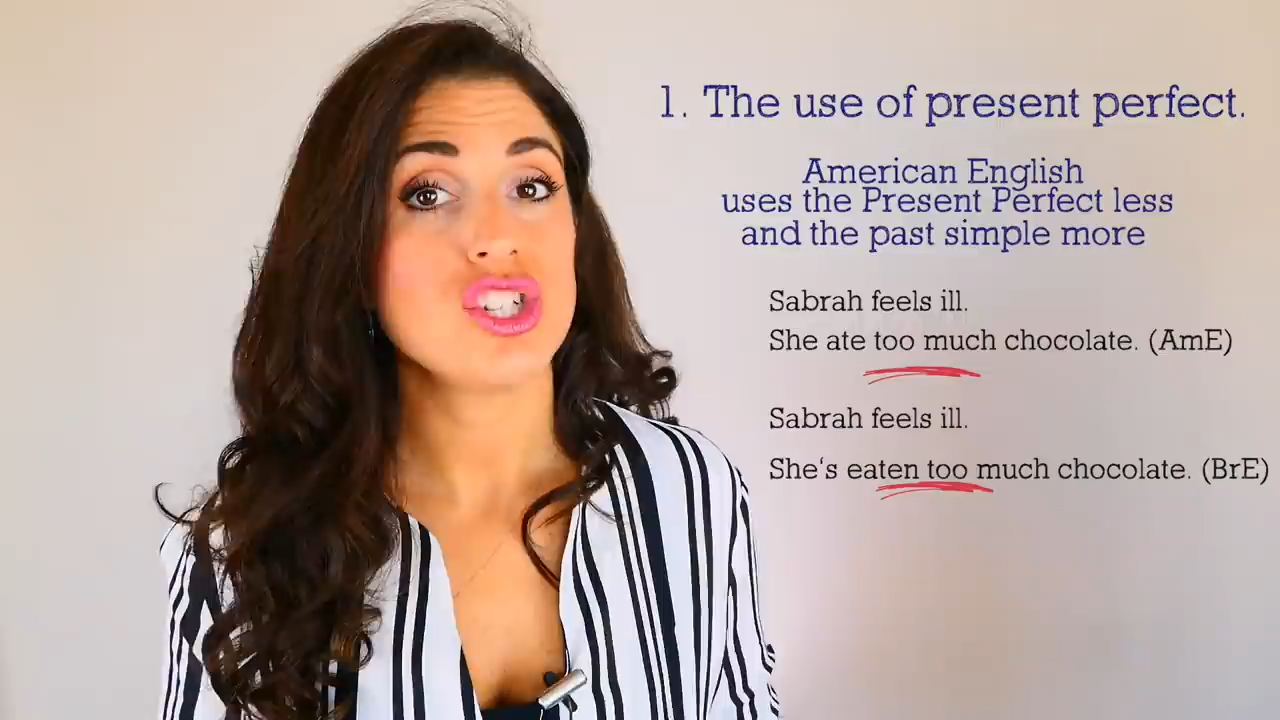 1. The use of present perfect.
American English
uses the Present Perfect less
and the past simple more
Sabrah feels ill.
She ate too much chocolate. (AmE)
Sabrah feels ill.
She's eaten too much chocolate. (BrE)